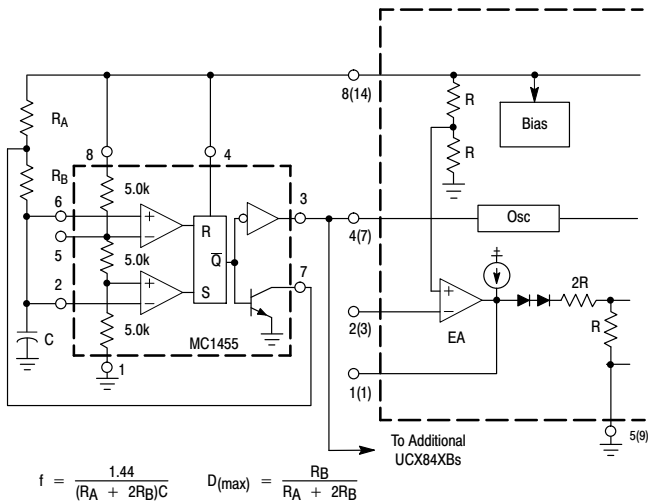 8(14)
R
Bias
R
R_A
8
4
R_B
6
5.0k
3
R
5
4(7)
Osc
5.0k
Q̅
7
2R
2
S
2(3)
EA
R
C
5.0k
MC1455
1
1(1)
5(9)
To Additional
UCX84XBs
f = 1.44 / (R_A + 2R_B)C    D(max) = R_B / R_A + 2R_B
+
−
+
−
+
−